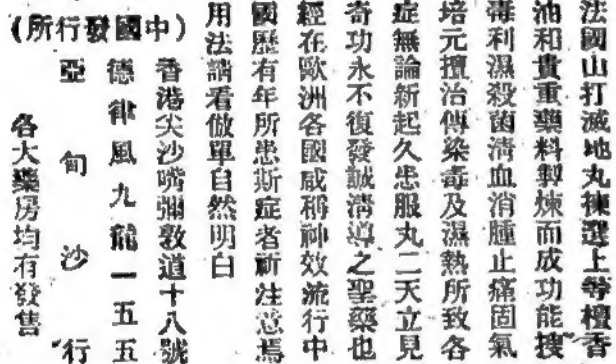 法國山打滅地丸揀選上等檀香
油和貴重藥料製煉而成功能搜
毒利濕殺菌清血消腫止痛固氣
培元擅治傳染毒及濕熱所致各
症無論新起久患服丸二天立見
奇功永不復發誠清導之聖藥也
經在歐洲各國咸稱神效流行中
國歷有年所患斯症者祈注意焉
用法請看倣單自然明白
(中國發行所)
香港尖沙嘴彌敦道十八號
德律風九龍一五五
亞旬沙行
各大藥房均有發售